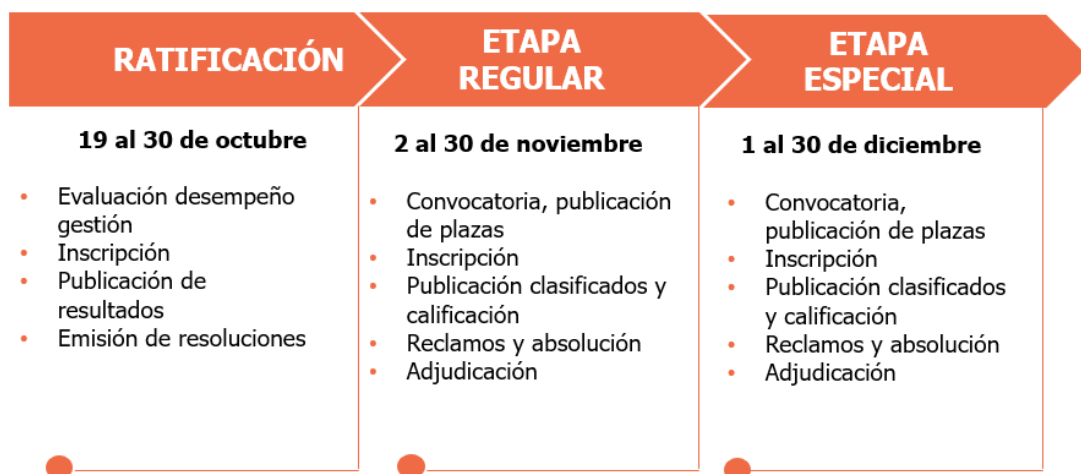 RATIFICACIÓN
19 al 30 de octubre
• Evaluación desempeño
gestión
• Inscripción
• Publicación de
resultados
• Emisión de resoluciones
ETAPA
REGULAR
2 al 30 de noviembre
• Convocatoria, publicación
de plazas
• Inscripción
• Publicación clasificados y
calificación
• Reclamos y absolución
• Adjudicación
ETAPA
ESPECIAL
1 al 30 de diciembre
• Convocatoria,
publicación de plazas
• Inscripción
• Publicación clasificados
y calificación
• Reclamos y absolución
• Adjudicación